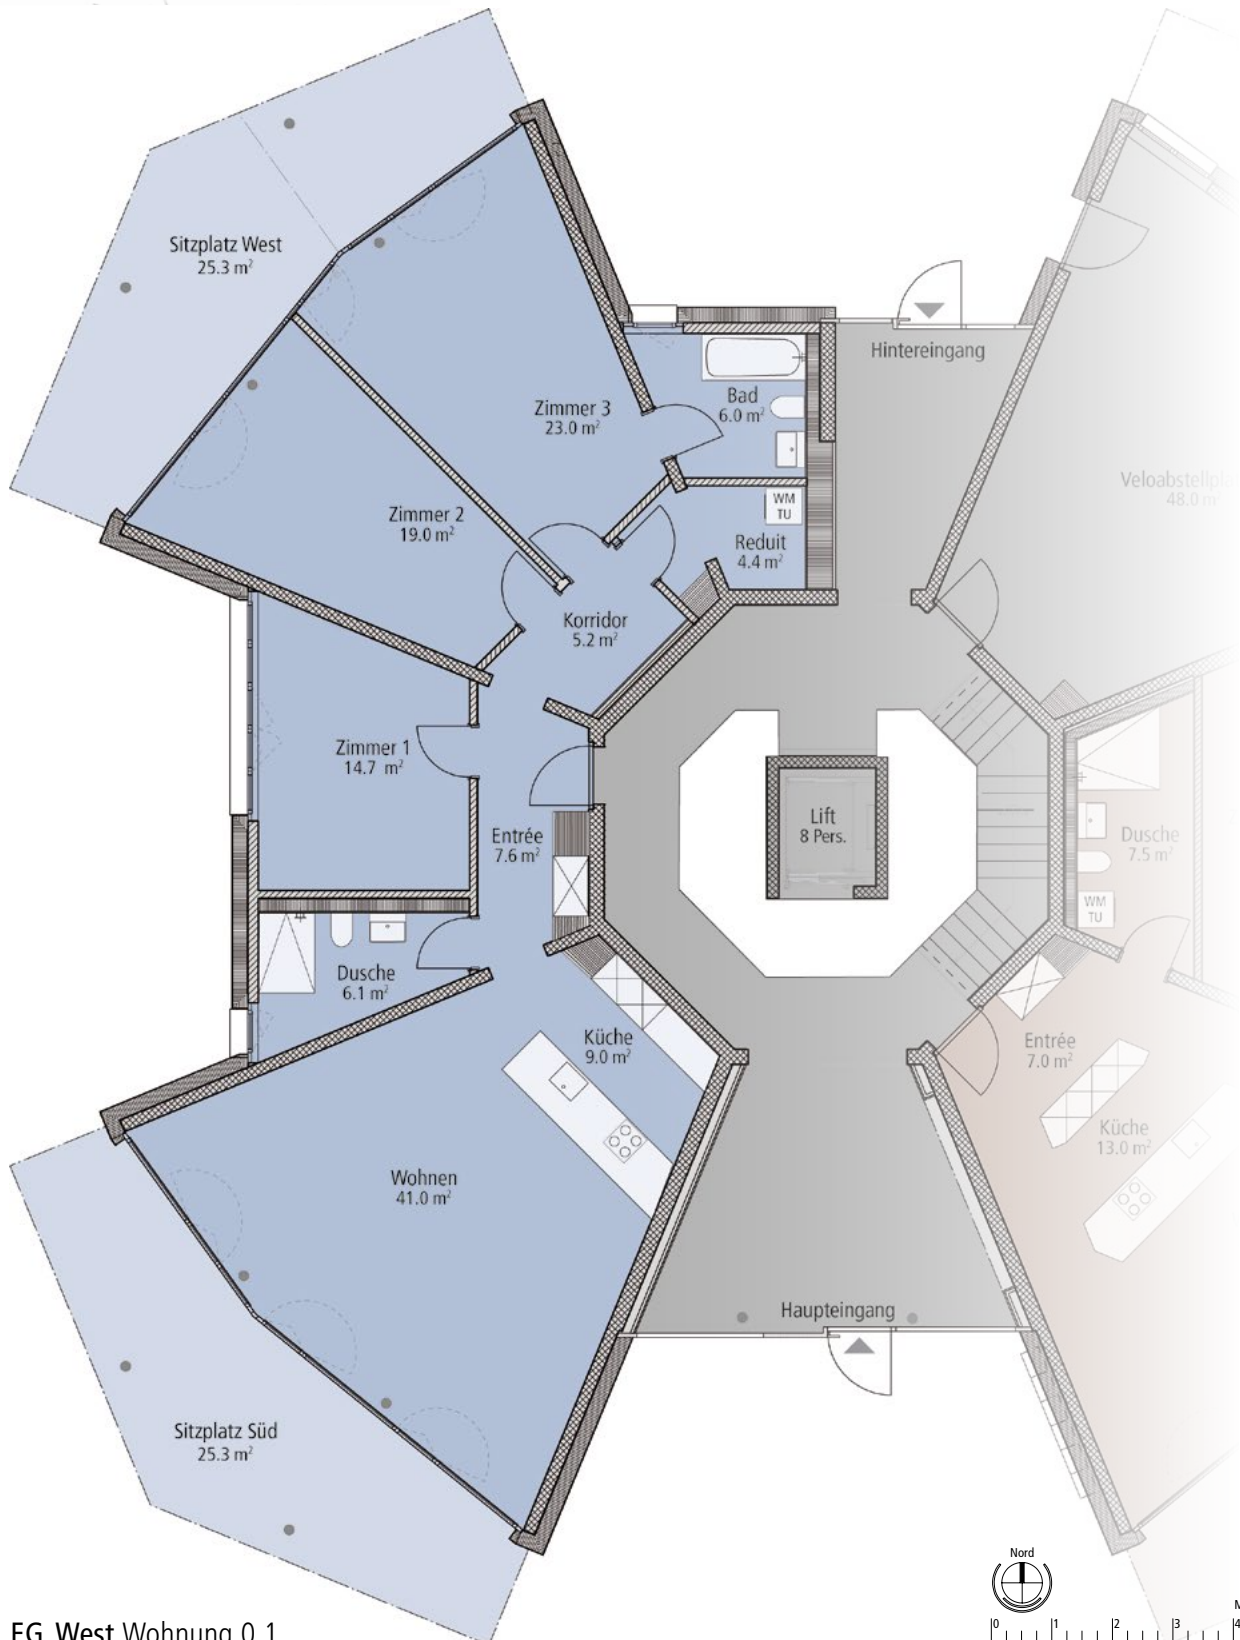 Sitzplatz West
25.3 m²
Zimmer 3
23.0 m²
Bad
6.0 m²
Hintereingang
Zimmer 2
19.0 m²
WM
TU
Reduit
4.4 m²
48.0 m
Korridor
5.2 m²
Zimmer 1
14.7 m²
Entrée
7.6 m²
Lift
8 Pers.
Dusche
7.5 m²
WM
TU
Dusche
6.1 m²
Küche
9.0 m²
Entrée
7.0 m²
Küche
13.0 m²
Wohnen
41.0 m²
Haupteingang
Sitzplatz Süd
25.3 m²
Nord
0 1 2 3 4
EG West Wohnung 0.1